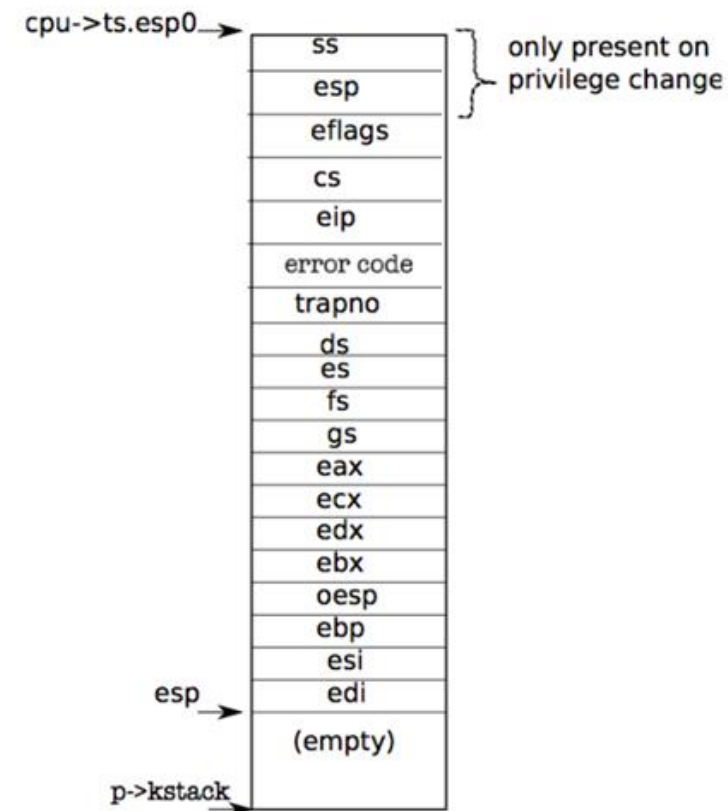 cpu->ts.esp0
ss
only present on
privilege change
esp
eflags
cs
eip
error code
trapno
ds
es
fs
gs
eax
ecx
edx
ebx
oesp
ebp
esi
esp
edi
(empty)
p->kstack